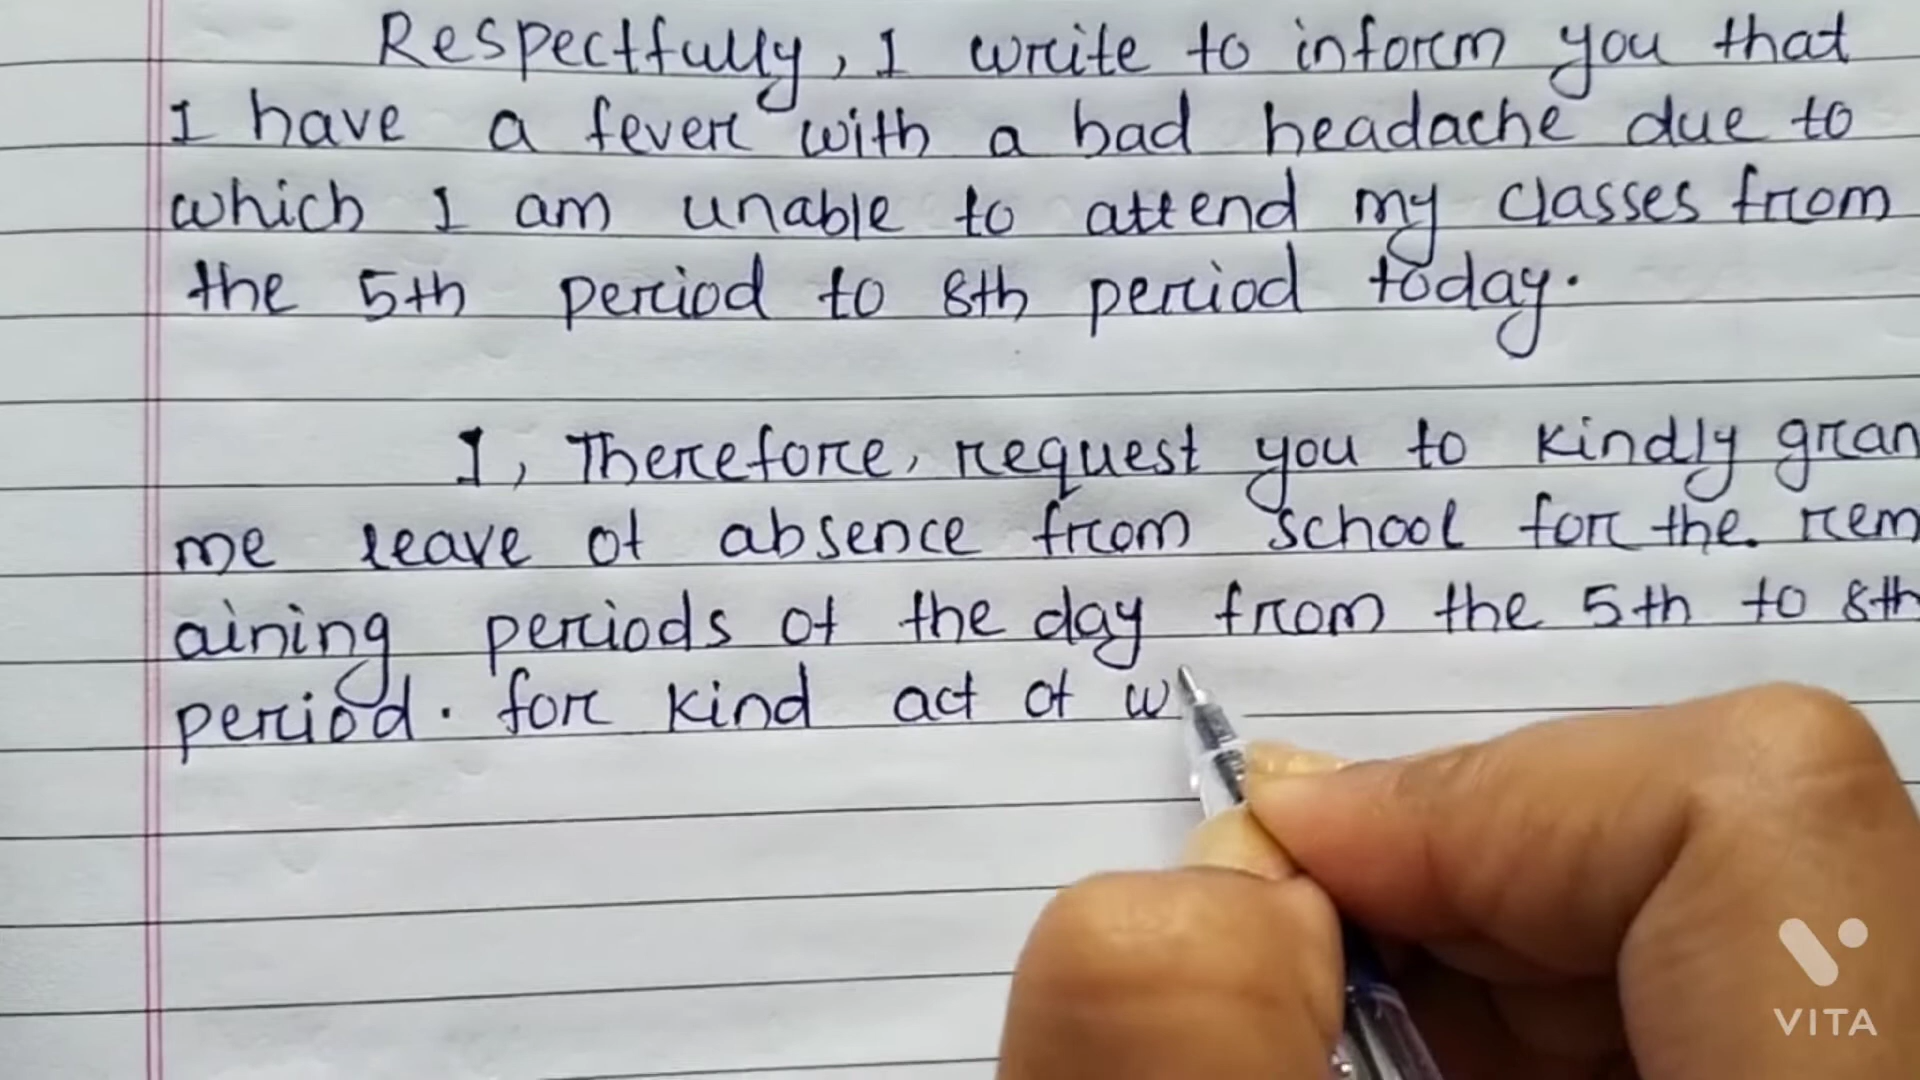 Respectfully, I write to inform you that
I have a fever with a bad headache due to
which I am unable to attend my classes from
the 5th period to 8th period today.
I, Therefore, request you to kindly gran
me leave of absence from school for the. rem
aining periods of the day from the 5th to 8th
period. for kind act of w
VITA